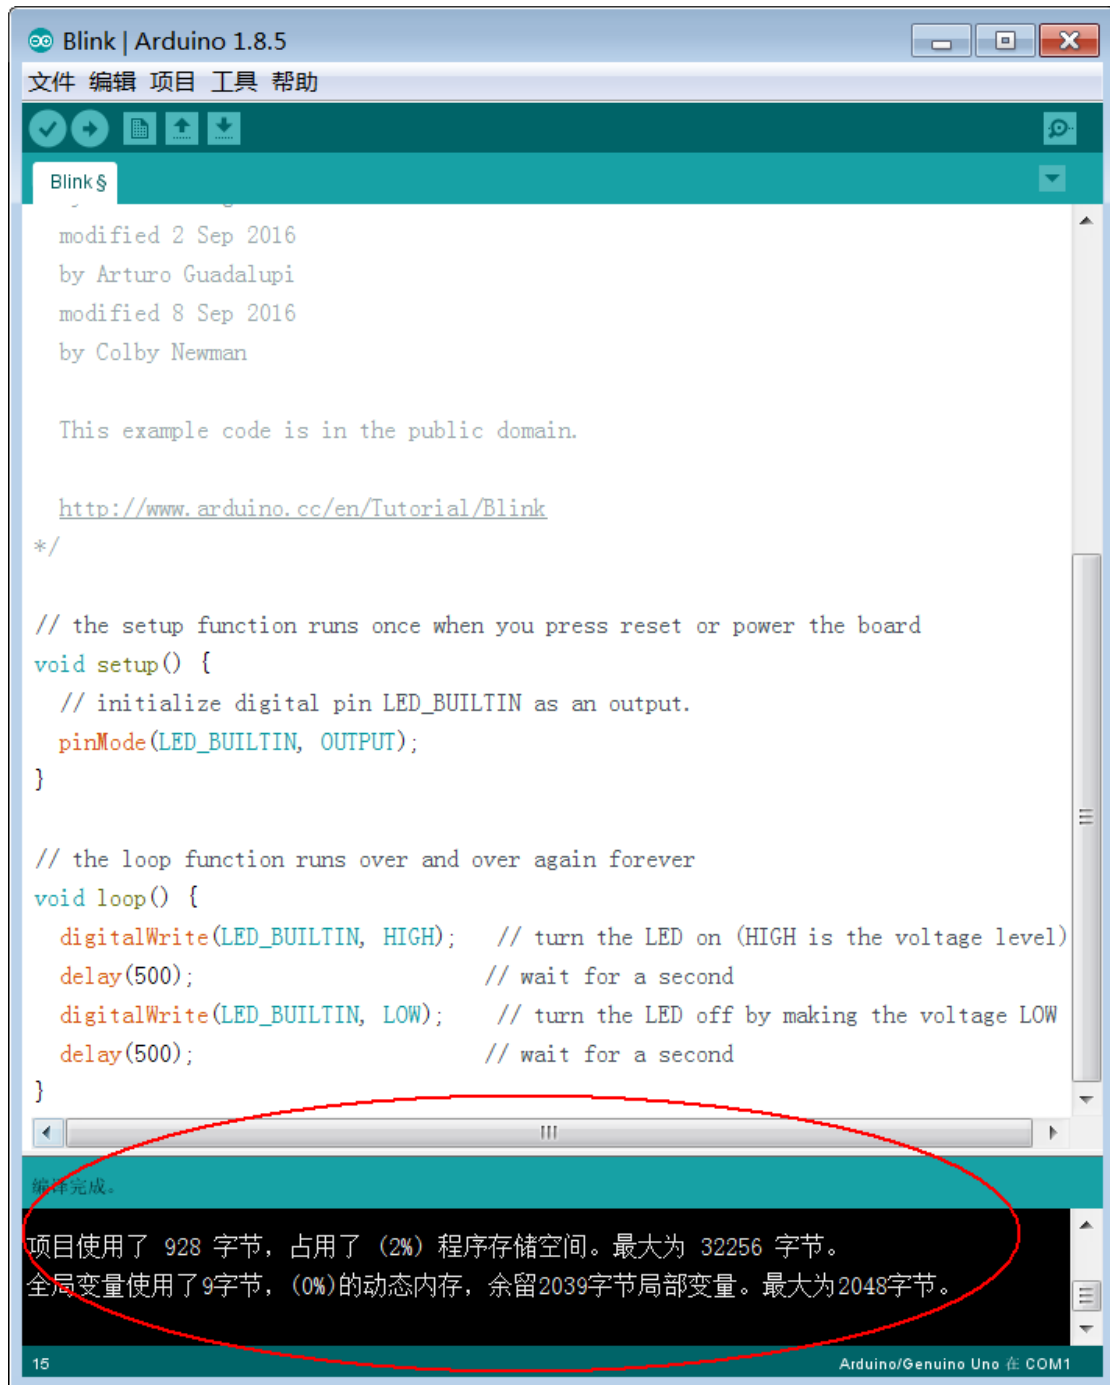 Blink | Arduino 1.8.5
文件 编辑 项目 工具 帮助
Blink §
modified 2 Sep 2016
by Arturo Guadalupi
modified 8 Sep 2016
by Colby Newman
This example code is in the public domain.
http://www.arduino.cc/en/Tutorial/Blink
*/
// the setup function runs once when you press reset or power the board
void setup() {
// initialize digital pin LED_BUILTIN as an output.
pinMode(LED_BUILTIN, OUTPUT);
}
// the loop function runs over and over again forever
void loop() {
digitalWrite(LED_BUILTIN, HIGH); // turn the LED on (HIGH is the voltage level)
delay(500); // wait for a second
digitalWrite(LED_BUILTIN, LOW); // turn the LED off by making the voltage LOW
delay(500); // wait for a second
}
编译完成。
项目使用了 928 字节，占用了 (2%) 程序存储空间。最大为 32256 字节。
全局变量使用了9字节，(0%)的动态内存，余留2039字节局部变量。最大为2048字节。
15 Arduino/Genuino Uno 在 COM1